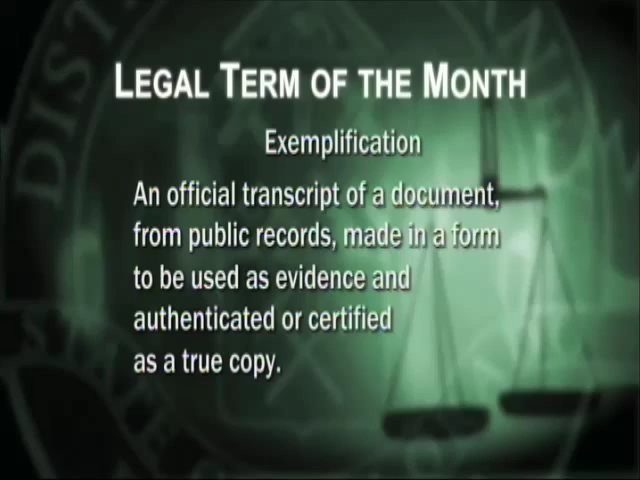 LEGAL TERM OF THE MONTH
Exemplification
An official transcript of a document,
from public records, made in a form
to be used as evidence and
authenticated or certified
as a true copy.
DIST